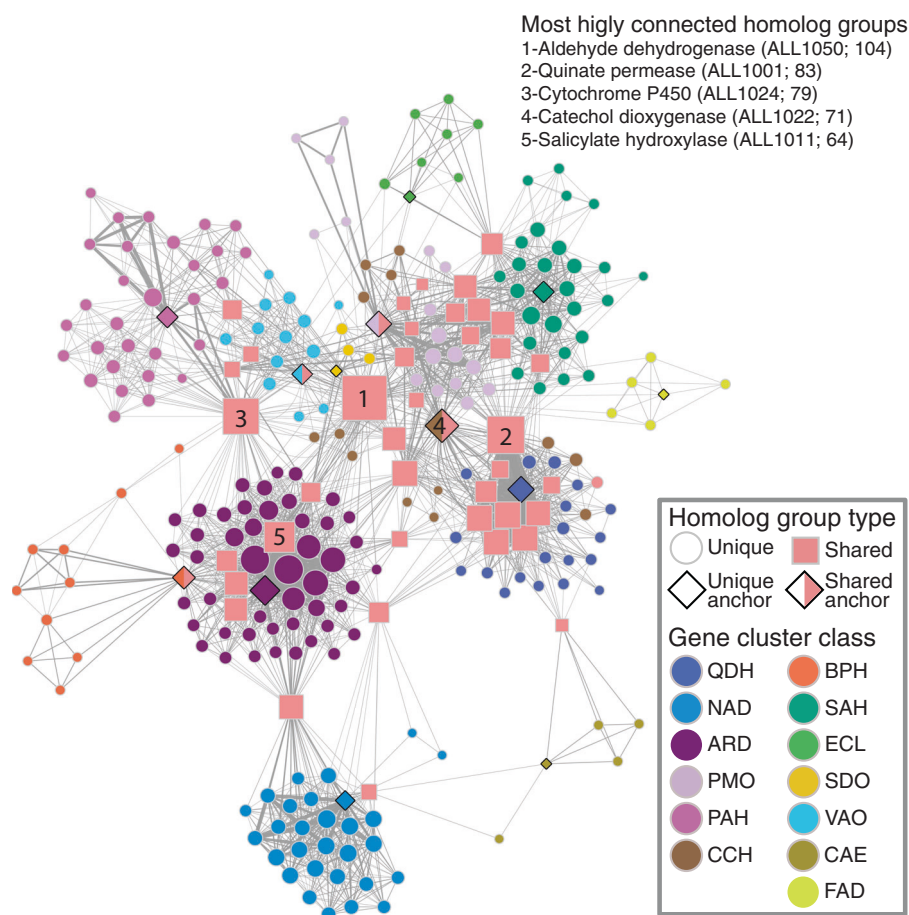 Most higly connected homolog groups
1-Aldehyde dehydrogenase (ALL1050; 104)
2-Quinate permease (ALL1001; 83)
3-Cytochrome P450 (ALL1024; 79)
4-Catechol dioxygenase (ALL1022; 71)
5-Salicylate hydroxylase (ALL1011; 64)
1
3
4
2
5
Homolog group type
Unique Shared
Unique anchor Shared anchor
Gene cluster class
QDH BPH
NAD SAH
ARD ECL
PMO SDO
PAH VAO
CCH CAE
FAD